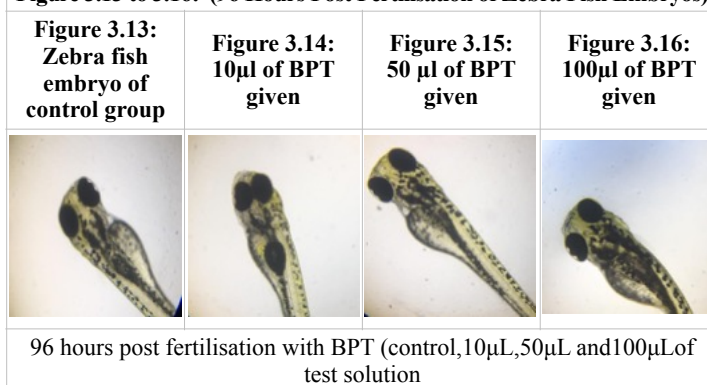 Figure 3.13 to 3.16: (96 Hours Post Fertilisation of Zebra Fish Embryos)
Figure 3.13:
Zebra fish
embryo of
control group
Figure 3.14:
10µl of BPT
given
Figure 3.15:
50 µl of BPT
given
Figure 3.16:
100µl of BPT
given
96 hours post fertilisation with BPT (control,10µL,50µL and100µLof
test solution